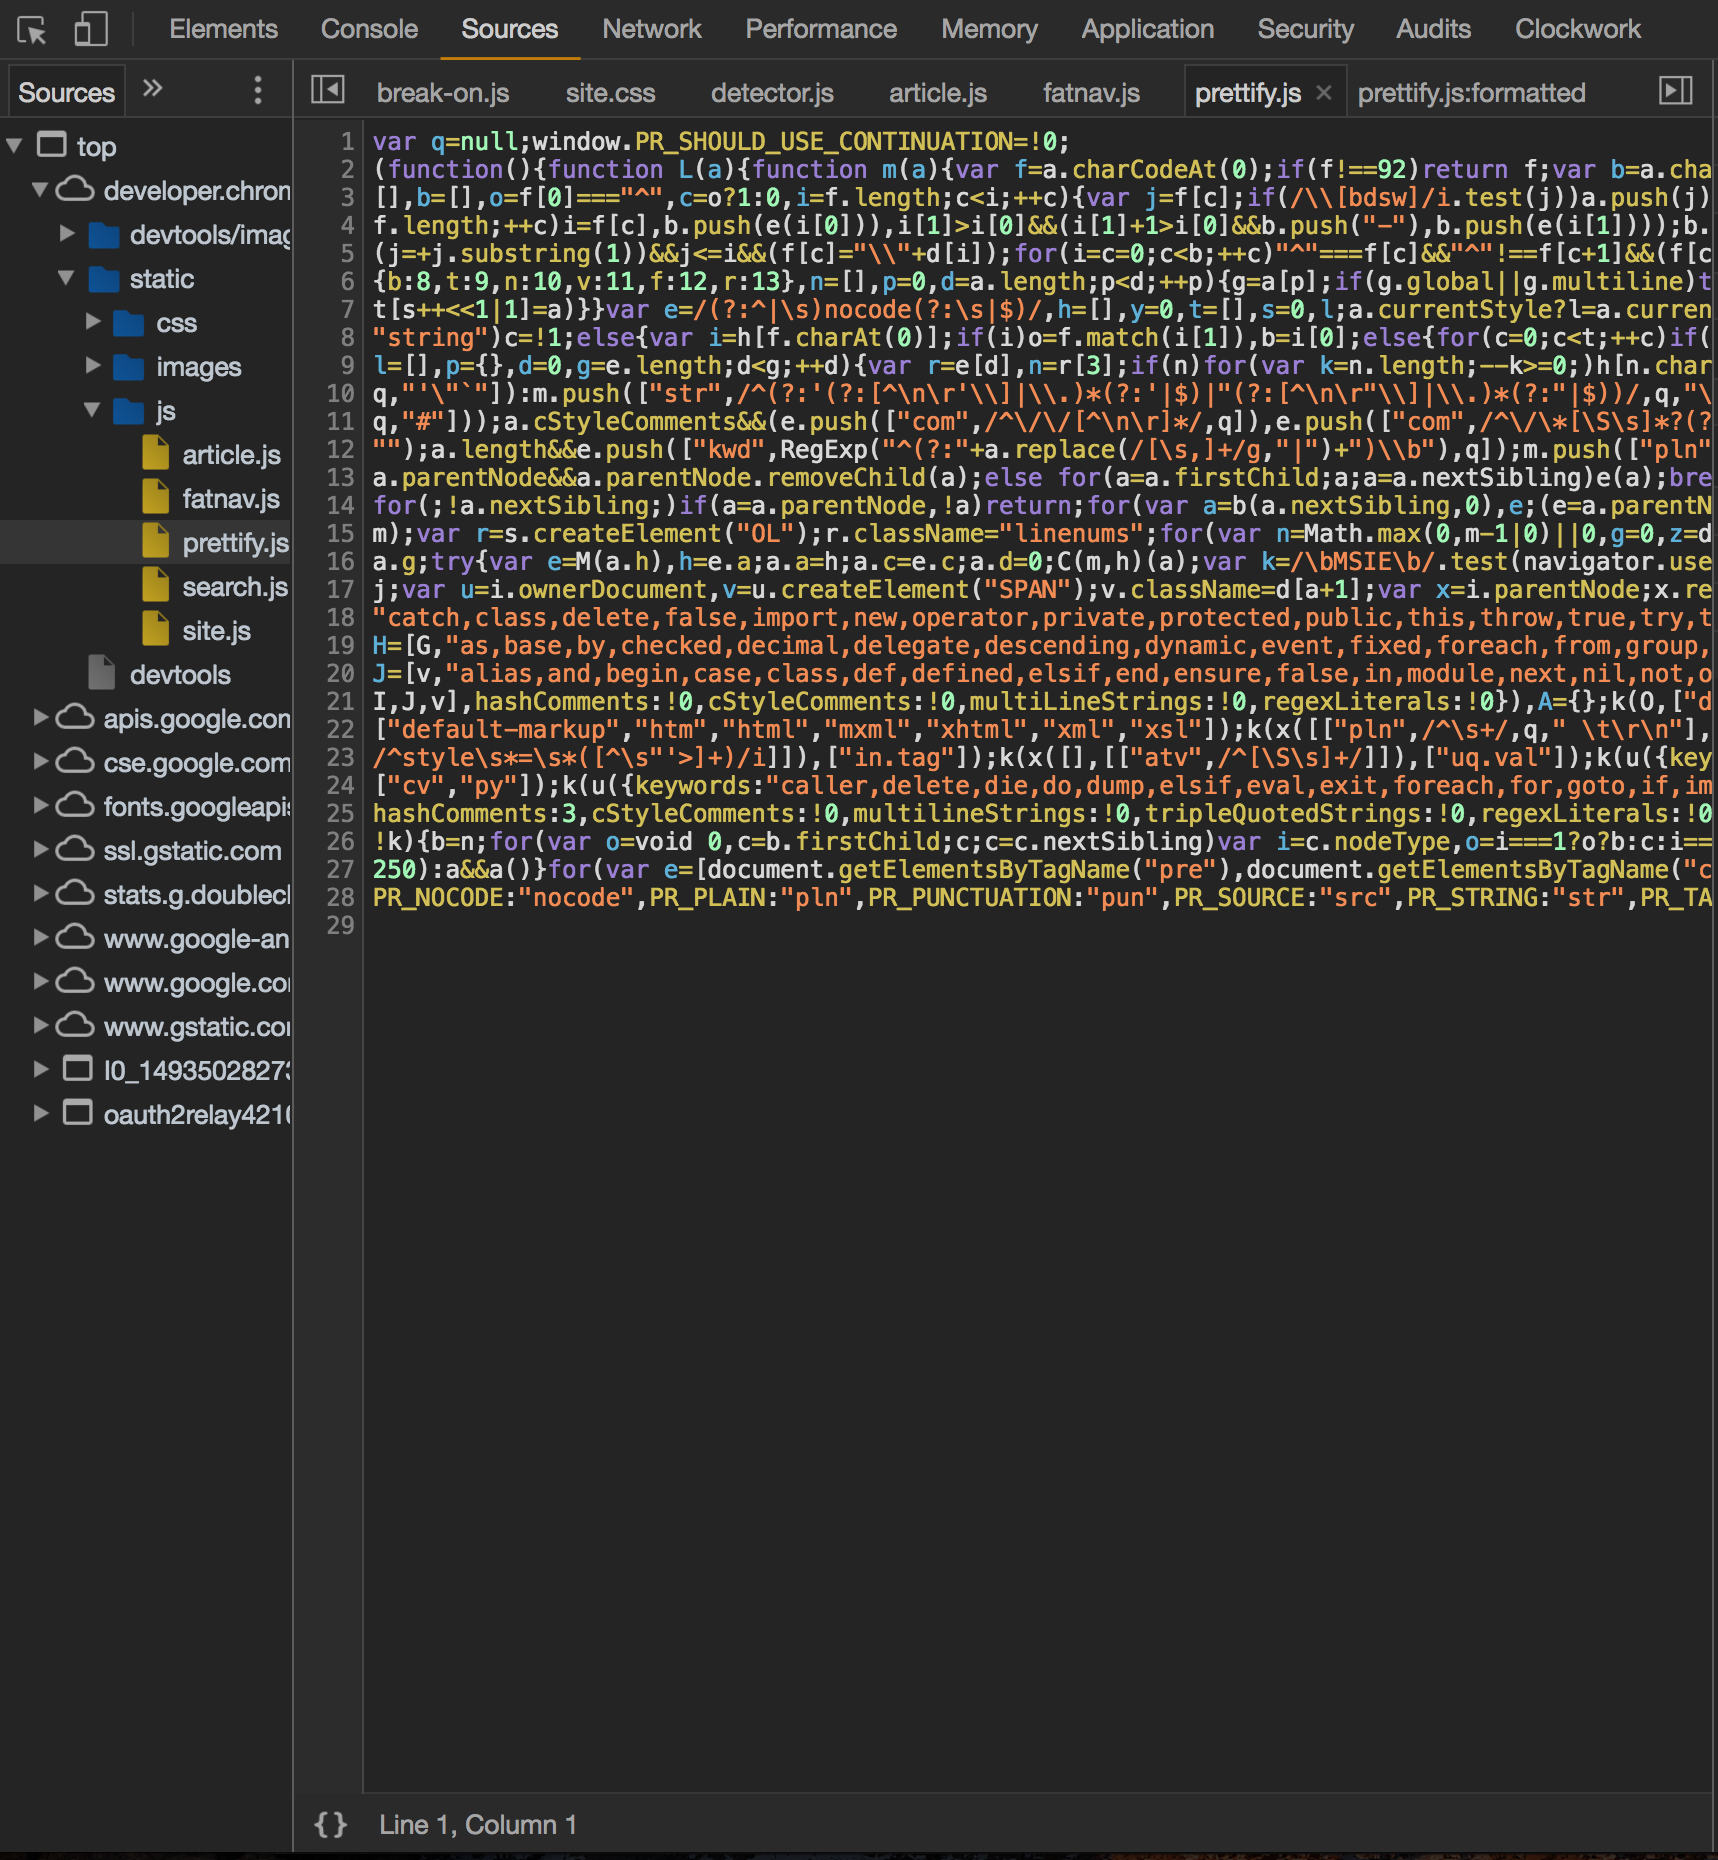 Elements Console Sources Network Performance Memory Application Security Audits Clockwork
Sources » break-on.js site.css detector.js article.js fatnav.js prettify.js × prettify.js:formatted
top
developer.chron
devtools/imag
static
css
images
js
article.js
fatnav.js
prettify.js
search.js
site.js
devtools
apis.google.com
cse.google.com
fonts.googleapis
ssl.gstatic.com
stats.g.doublecl
www.google-an
www.google.co
www.gstatic.co
I0_14935028273
oauth2relay4210
1 var q=null;window.PR_SHOULD_USE_CONTINUATION=!0;
2 (function(){function L(a){function m(a){var f=a.charCodeAt(0);if(f!==92)return f;var b=a.cha
3 [],b=[],o=f[0]==="^",c=o?1:0,i=f.length;c<i;++c){var j=f[c];if(/\\[bdsw]/i.test(j))a.push(j)
4 f.length;++c)i=f[c],b.push(e(i[0])),i[1]>i[0]&&(i[1]+1>i[0]&&b.push("-"),b.push(e(i[1])));b.
5 (j=+j.substring(1))&&j<=i&&(f[c]="\\"+d[i]);for(i=c=0;c<b;++c)"^"===f[c]&&"^"!==f[c+1]&&(f[c
6 {b:8,t:9,n:10,v:11,f:12,r:13},n=[],p=0,d=a.length;p<d;++p){g=a[p];if(g.global||g.multiline)t
7 t[s++<<1|1]=a)}}var e=/(?:^|\s)nocode(?:\s|$)/,h=[],y=0,t=[],s=0,l;a.currentStyle?l=a.curren
8 "string")c=!1;else{var i=h[f.charAt(0)];if(i)o=f.match(i[1]),b=i[0];else{for(c=0;c<t;++c)if(
9 l=[],p={},d=0,g=e.length;d<g;++d){var r=e[d],n=r[3];if(n)for(var k=n.length;--k>=0;)h[n.char
10 q,"'\"`"]):m.push(["str",/^(?:'(?:[^\n\r'\\]|\\.)*(?:'|$)|"(?:[^\n\r"\\]|\\.)*(?:"|$))/,q,"\
11 q,"#"]));a.cStyleComments&&(e.push(["com",/^\/\/[^\n\r]*/,q]),e.push(["com",/^\/\*[\S\s]*?(?
12 "");a.length&&e.push(["kwd",RegExp("^(?:"+a.replace(/[\s,]+/g,"|")+")\\b"),q]);m.push(["pln"
13 a.parentNode&&a.parentNode.removeChild(a);else for(a=a.firstChild;a;a=a.nextSibling)e(a);bre
14 for(;!a.nextSibling;)if(a=a.parentNode,!a)return;for(var a=b(a.nextSibling,0),e;(e=a.parentN
15 m);var r=s.createElement("OL");r.className="linenums";for(var n=Math.max(0,m-1|0)||0,g=0,z=d
16 a.g;try{var e=M(a.h),h=e.a;a.a=h;a.c=e.c;a.d=0;C(m,h)(a);var k=/\bMSIE\b/.test(navigator.use
17 j;var u=i.ownerDocument,v=u.createElement("SPAN");v.className=d[a+1];var x=i.parentNode;x.re
18 "catch,class,delete,false,import,new,operator,private,protected,public,this,throw,true,try,t
19 H=[G,"as,base,by,checked,decimal,delegate,descending,dynamic,event,fixed,foreach,from,group,
20 J=[v,"alias,and,begin,case,class,def,defined,elsif,end,ensure,false,in,module,next,nil,not,o
21 I,J,v],hashComments:!0,cStyleComments:!0,multiLineStrings:!0,regexLiterals:!0}),A={};k(O,["d
22 ["default-markup","htm","html","mxml","xhtml","xml","xsl"]);k(x([["pln",/^\s+/,q," \t\r\n"],
23 /^style\s*=\s*([^\s"'>]+)/i]]),["in.tag"]);k(x([],[["atv",/^[\S\s]+/]]),["uq.val"]);k(u({key
24 ["cv","py"]);k(u({keywords:"caller,delete,die,do,dump,elsif,eval,exit,foreach,for,goto,if,im
25 hashComments:3,cStyleComments:!0,multilineStrings:!0,tripleQuotedStrings:!0,regexLiterals:!0
26 !k){b=n;for(var o=void 0,c=b.firstChild;c;c=c.nextSibling)var i=c.nodeType,o=i===1?o?b:c:i==
27 250):a&&a()}for(var e=[document.getElementsByTagName("pre"),document.getElementsByTagName("c
28 PR_NOCODE:"nocode",PR_PLAIN:"pln",PR_PUNCTUATION:"pun",PR_SOURCE:"src",PR_STRING:"str",PR_TA
29
{} Line 1, Column 1